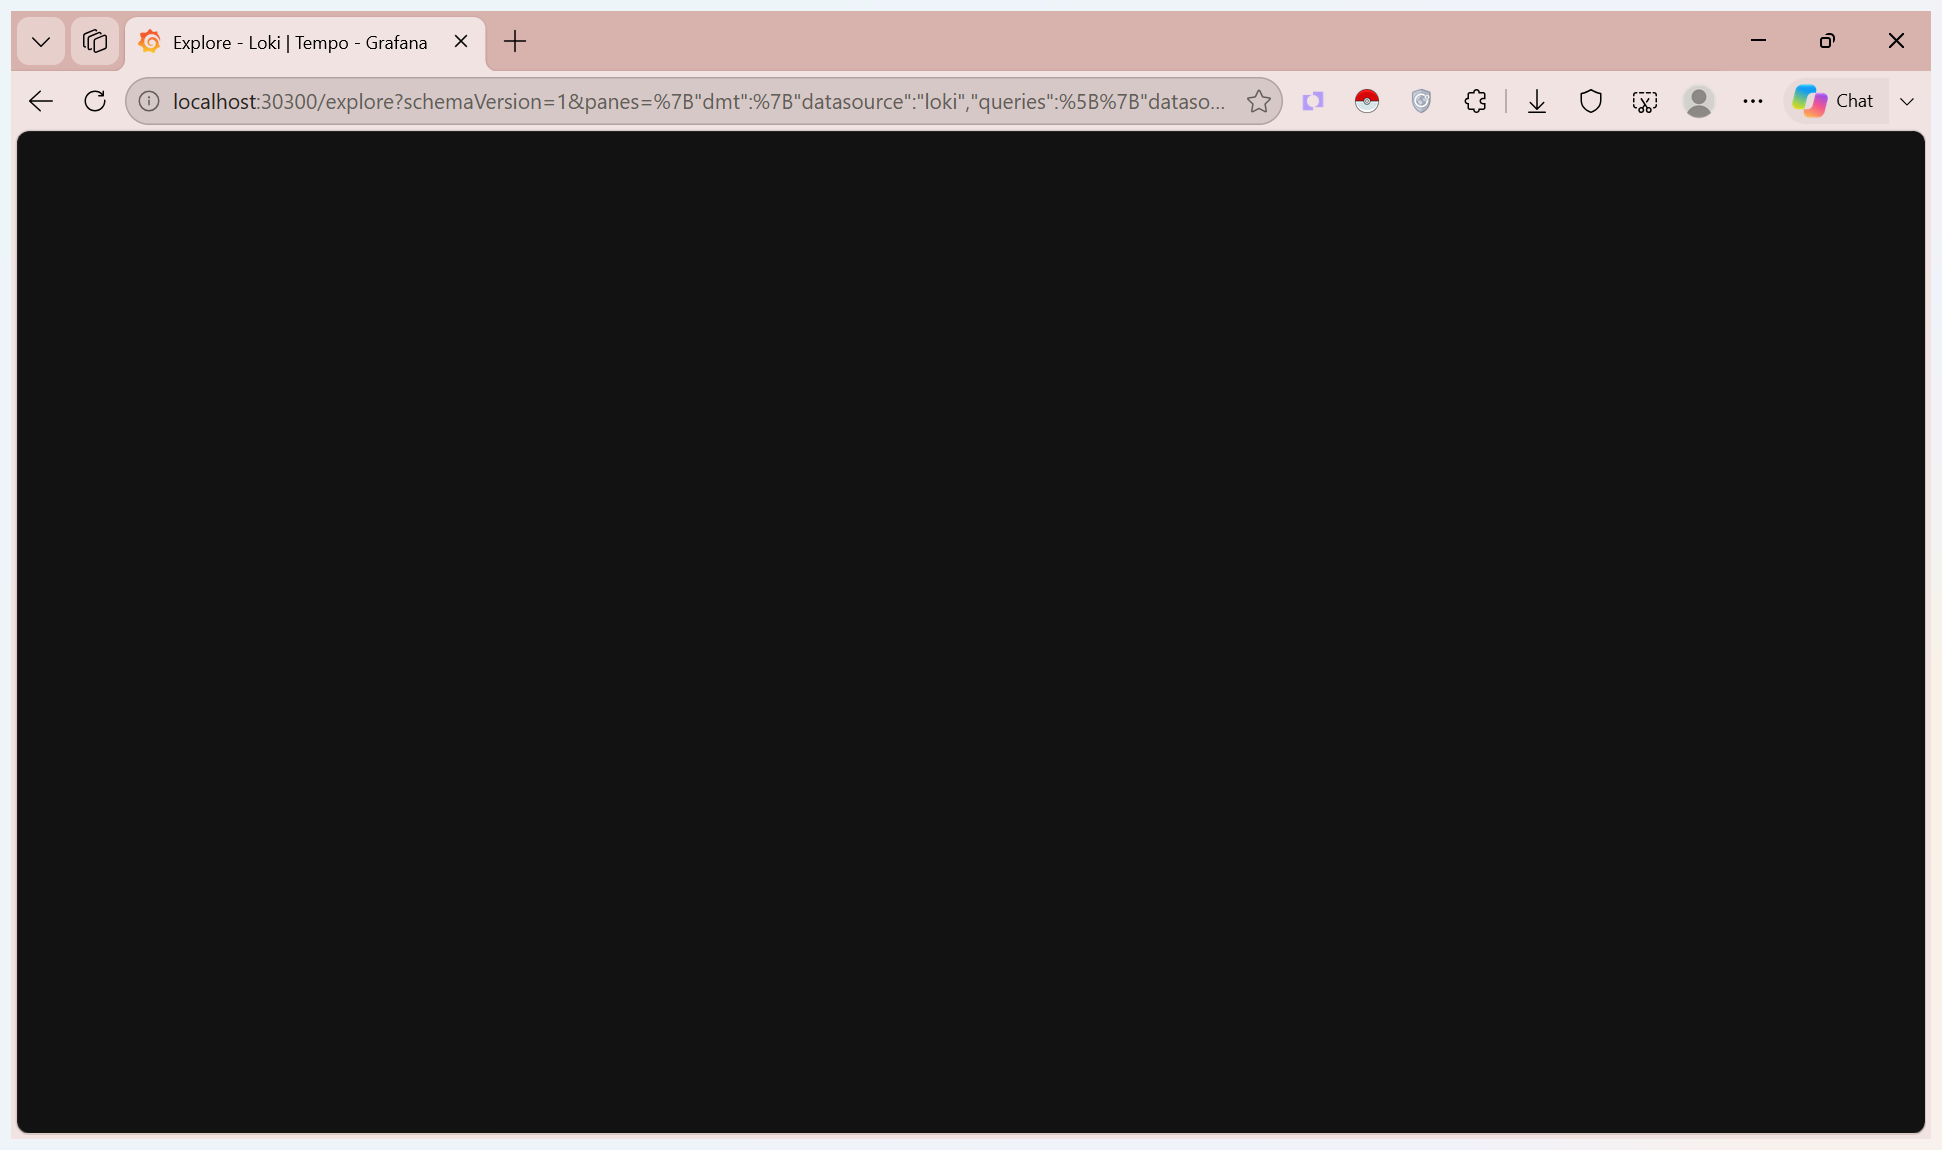 Explore - Loki | Tempo - Grafana
localhost:30300/explore?schemaVersion=1&panes=%7B"dmt":%7B"datasource":"loki","queries":%5B%7B"dataso...
Chat